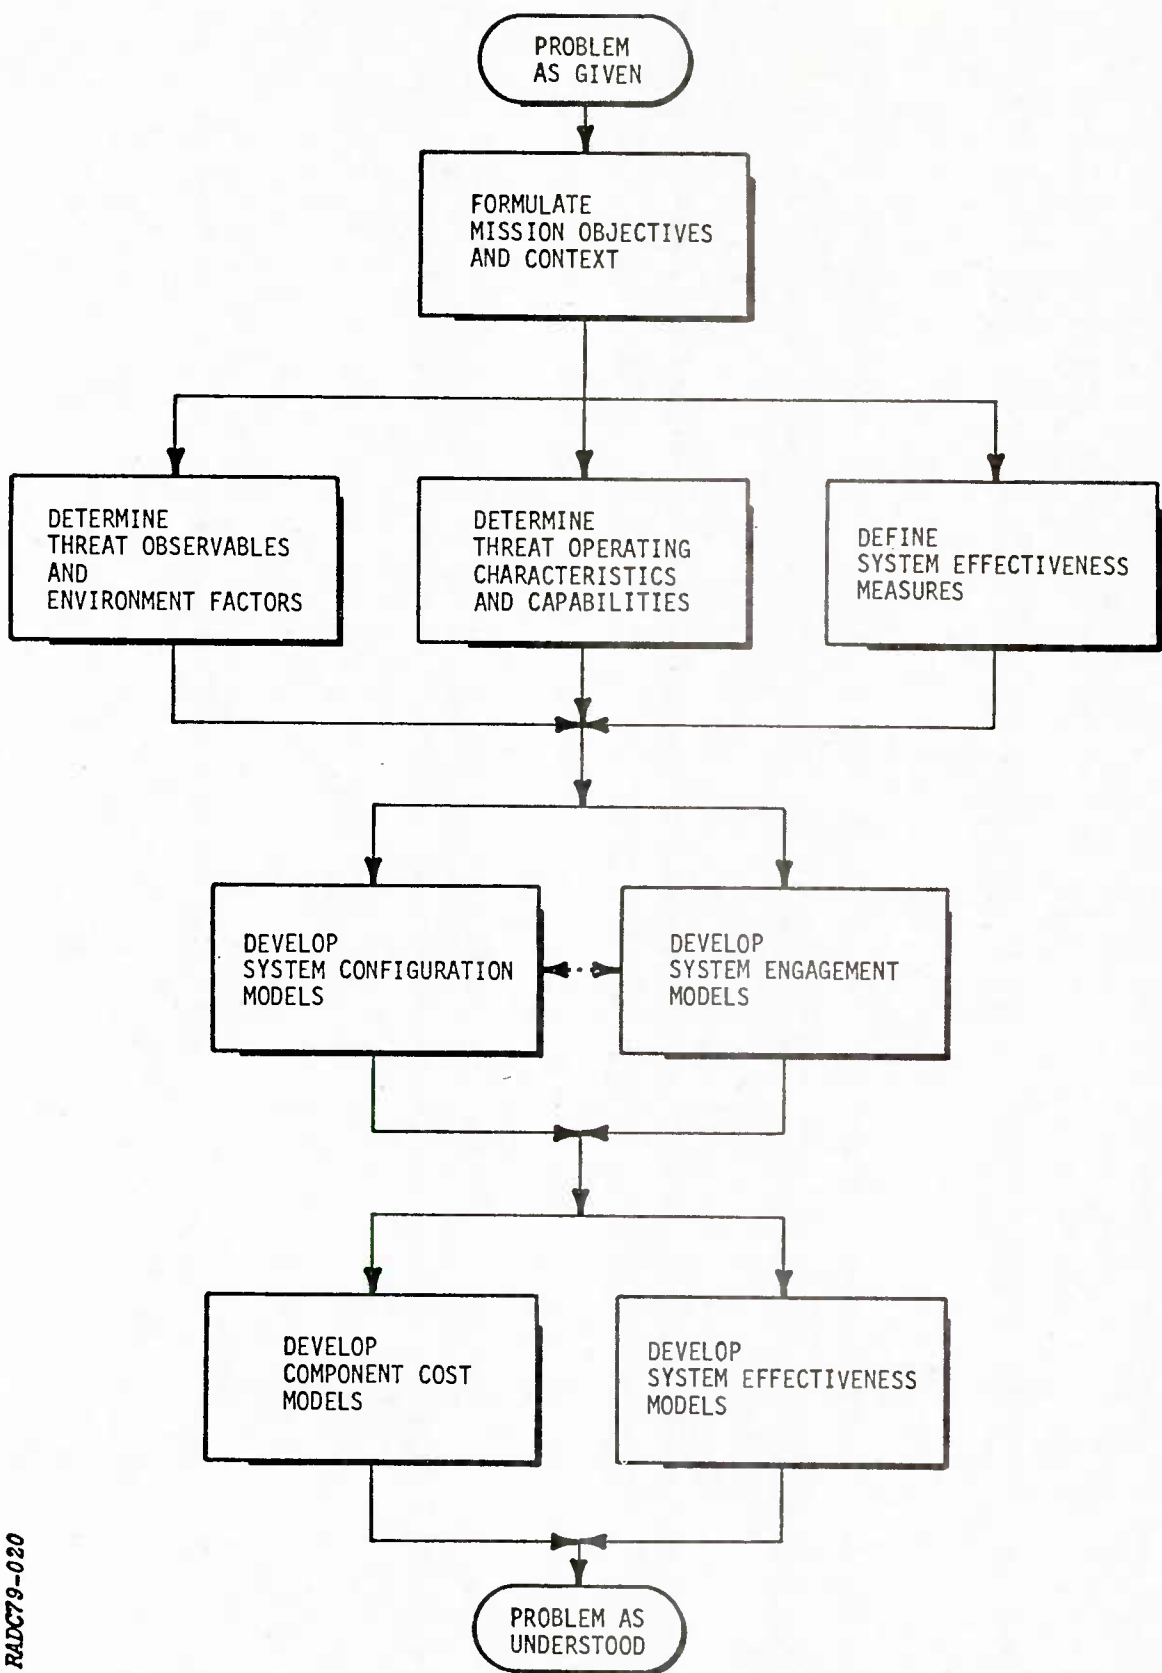 PROBLEM
AS GIVEN
FORMULATE
MISSION OBJECTIVES
AND CONTEXT
DETERMINE
THREAT OBSERVABLES
AND
ENVIRONMENT FACTORS
DETERMINE
THREAT OPERATING
CHARACTERISTICS
AND CAPABILITIES
DEFINE
SYSTEM EFFECTIVENESS
MEASURES
DEVELOP
SYSTEM CONFIGURATION
MODELS
DEVELOP
SYSTEM ENGAGEMENT
MODELS
DEVELOP
COMPONENT COST
MODELS
DEVELOP
SYSTEM EFFECTIVENESS
MODELS
PROBLEM AS
UNDERSTOOD
RADC79-020